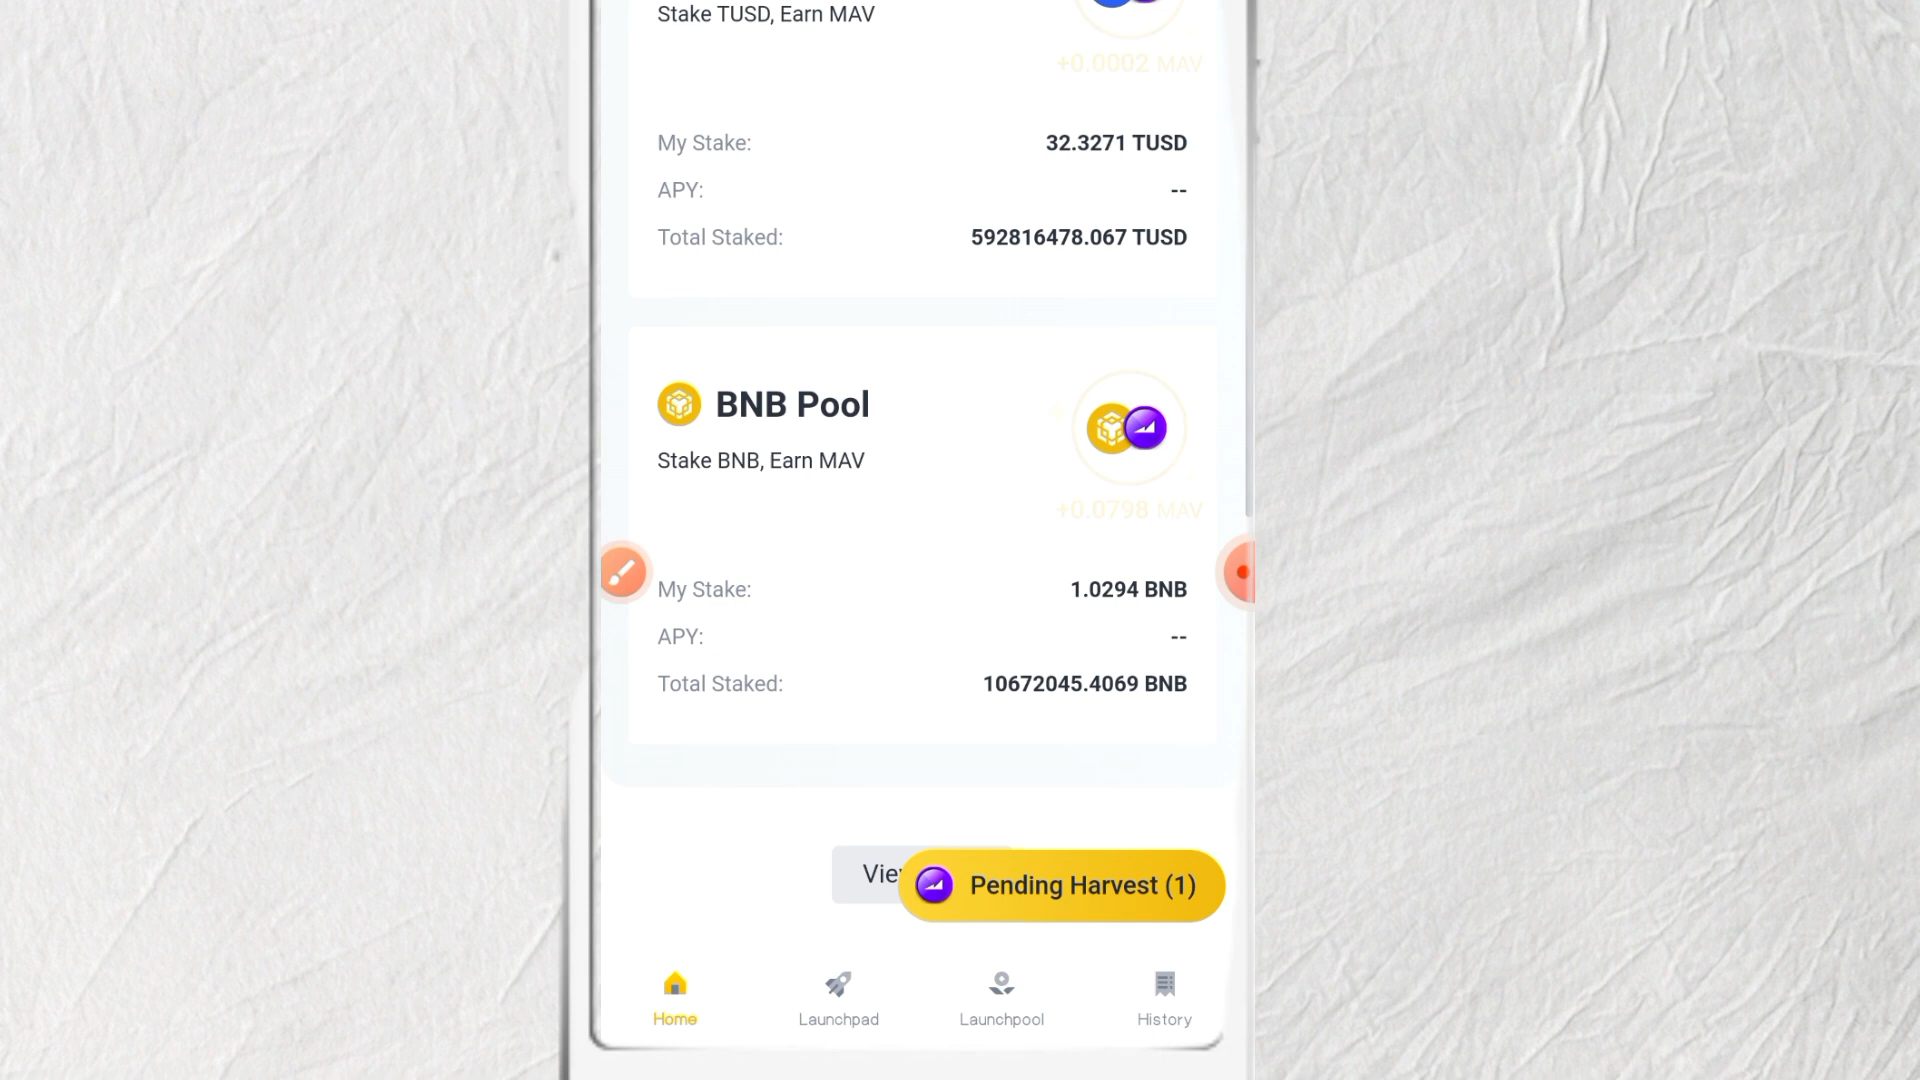 Stake TUSD, Earn MAV
+0.0002 MAV
My Stake: 32.3271 TUSD
APY: --
Total Staked: 592816478.067 TUSD
BNB Pool
Stake BNB, Earn MAV
+0.0798 MAV
My Stake: 1.0294 BNB
APY: --
Total Staked: 10672045.4069 BNB
Pending Harvest (1)
Home Launchpad Launchpool History